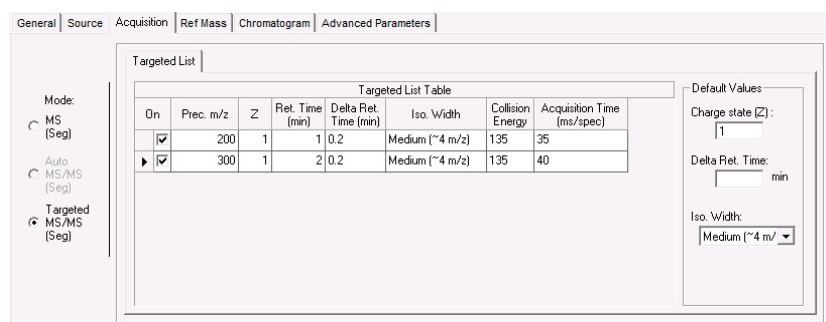 General Source Acquisition Ref Mass Chromatogram Advanced Parameters
Targeted List
Mode:
MS
(Seg)
Auto
MS/MS
(Seg)
Targeted
MS/MS
(Seg)
Targeted List Table
On Prec. m/z Z Ret. Time (min) Delta Ret. Time (min) Iso. Width Collision Energy Acquisition Time (ms/spec)
200 1 1 0.2 Medium (~4 m/z) 135 35
300 1 2 0.2 Medium (~4 m/z) 135 40
Default Values
Charge state (Z) :
1
Delta Ret. Time:
min
Iso. Width:
Medium (~4 m/